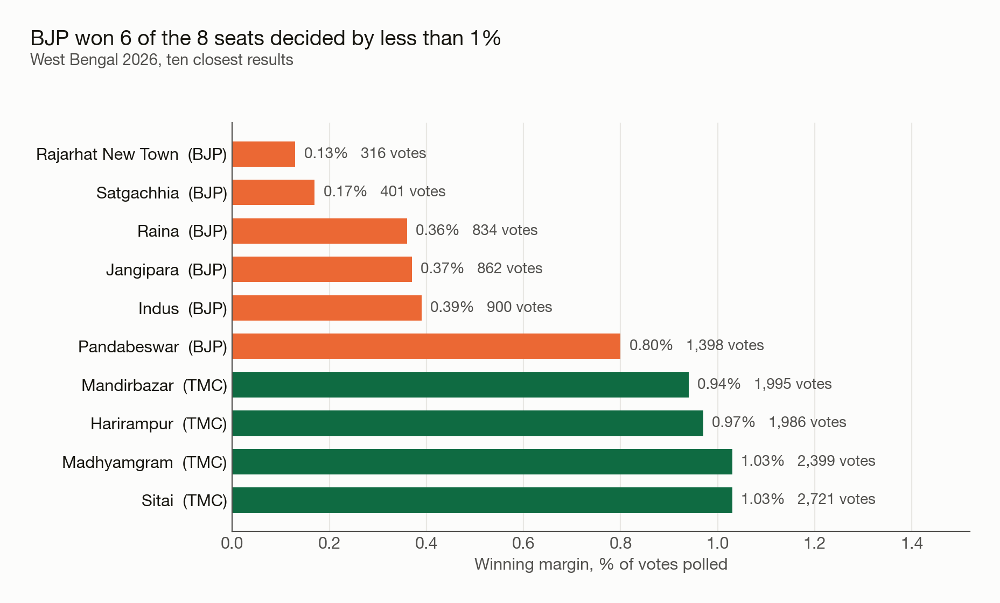 BJP won 6 of the 8 seats decided by less than 1%
West Bengal 2026, ten closest results
Rajarhat New Town (BJP) 0.13% 316 votes
Satgachhia (BJP) 0.17% 401 votes
Raina (BJP) 0.36% 834 votes
Jangipara (BJP) 0.37% 862 votes
Indus (BJP) 0.39% 900 votes
Pandabeswar (BJP) 0.80% 1,398 votes
Mandirbazar (TMC) 0.94% 1,995 votes
Harirampur (TMC) 0.97% 1,986 votes
Madhyamgram (TMC) 1.03% 2,399 votes
Sitai (TMC) 1.03% 2,721 votes
0.0 0.2 0.4 0.6 0.8 1.0 1.2 1.4
Winning margin, % of votes polled